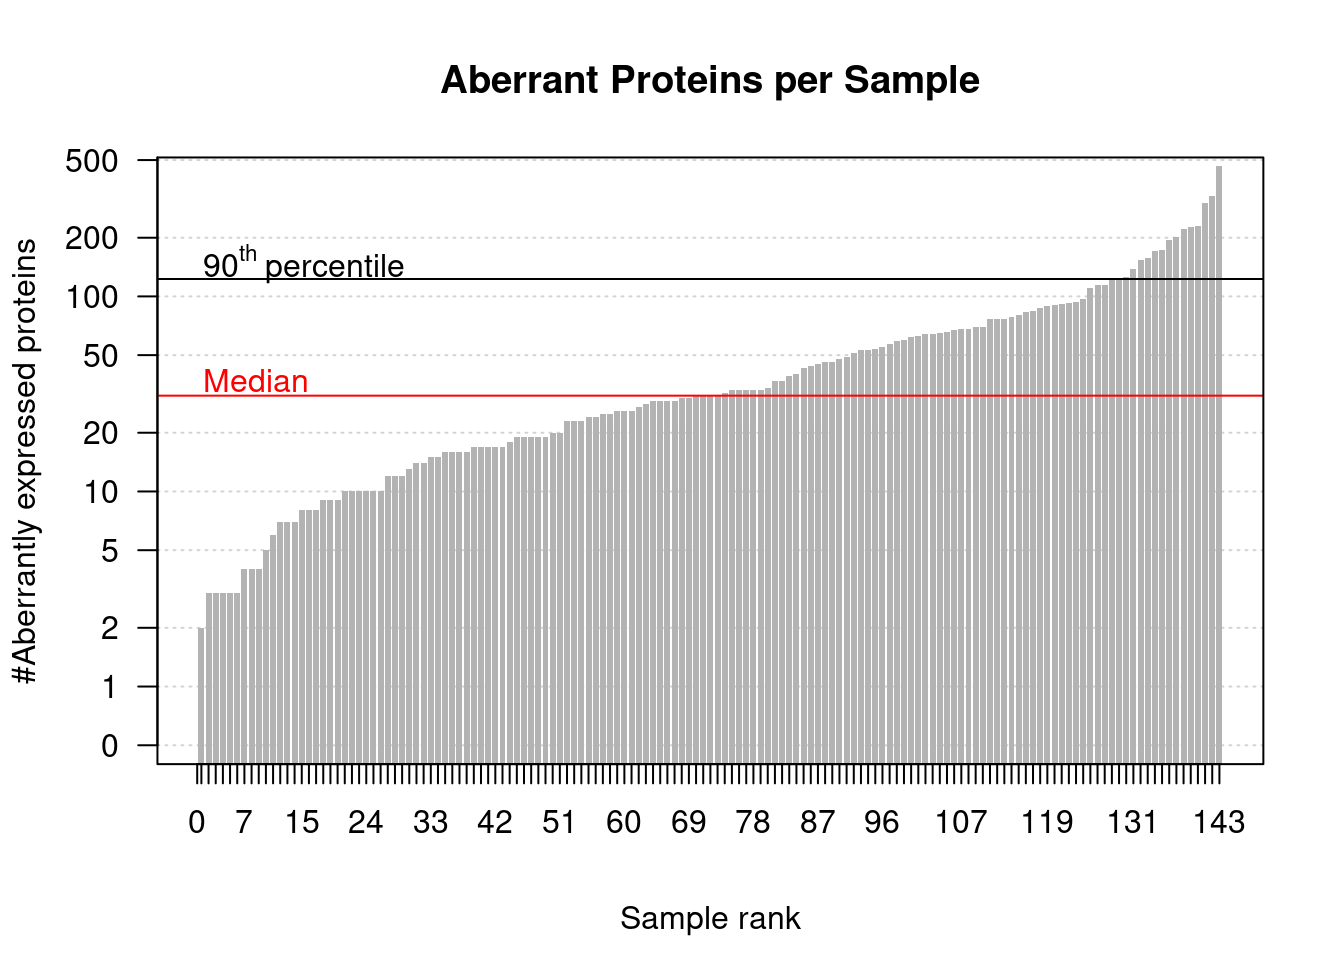 Aberrant Proteins per Sample
#Aberrantly expressed proteins
500
200
100
50
20
10
5
2
1
0
90th percentile
Median
0 7 15 24 33 42 51 60 69 78 87 96 107 119 131 143
Sample rank